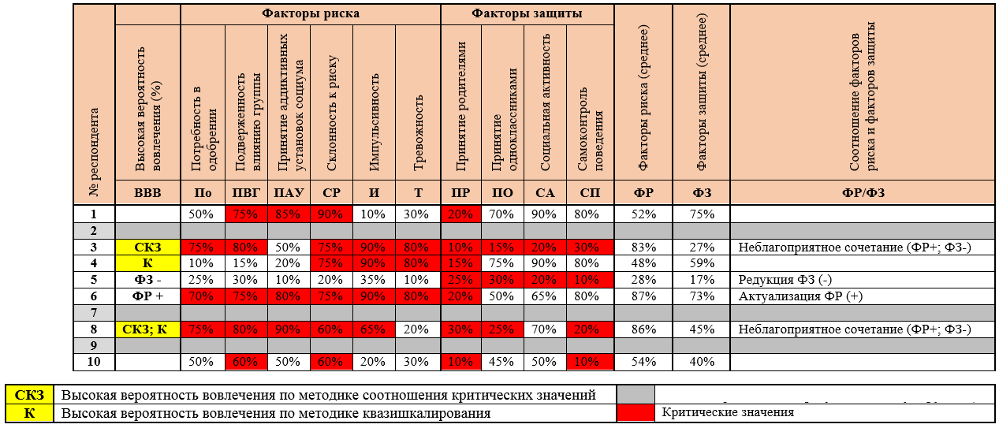 Факторы риска Факторы защиты
№ респондента
Высокая вероятность вовлечения (%)
Потребность в одобрении
Подверженность влиянию группы
Принятие аддиктивных установок социума
Склонность к риску
Импульсивность
Тревожность
Принятие родителями
Принятие одноклассниками
Социальная активность
Самоконтроль поведения
Факторы риска (среднее)
Факторы защиты (среднее)
Соотношение факторов риска и факторов защиты
ВВВ По ПВГ ПАУ СР И Т ПР ПО СА СП ФР ФЗ ФР/ФЗ
1 50% 75% 85% 90% 10% 30% 20% 70% 90% 80% 52% 75%
2
3 СКЗ 75% 80% 50% 75% 90% 80% 10% 15% 20% 30% 83% 27% Неблагоприятное сочетание (ФР+; ФЗ-)
4 К 10% 15% 20% 75% 90% 80% 15% 75% 90% 80% 48% 59%
5 ФЗ - 25% 30% 10% 20% 35% 10% 25% 30% 20% 10% 28% 17% Редукция ФЗ (-)
6 ФР + 70% 75% 80% 75% 90% 80% 20% 50% 65% 80% 87% 73% Актуализация ФР (+)
7
8 СКЗ; К 75% 80% 90% 60% 65% 20% 30% 25% 70% 20% 86% 45% Неблагоприятное сочетание (ФР+; ФЗ-)
9
10 50% 60% 50% 60% 20% 30% 10% 45% 50% 10% 54% 40%
СКЗ Высокая вероятность вовлечения по методике соотношения критических значений
К Высокая вероятность вовлечения по методике квазишкалирования Критические значения